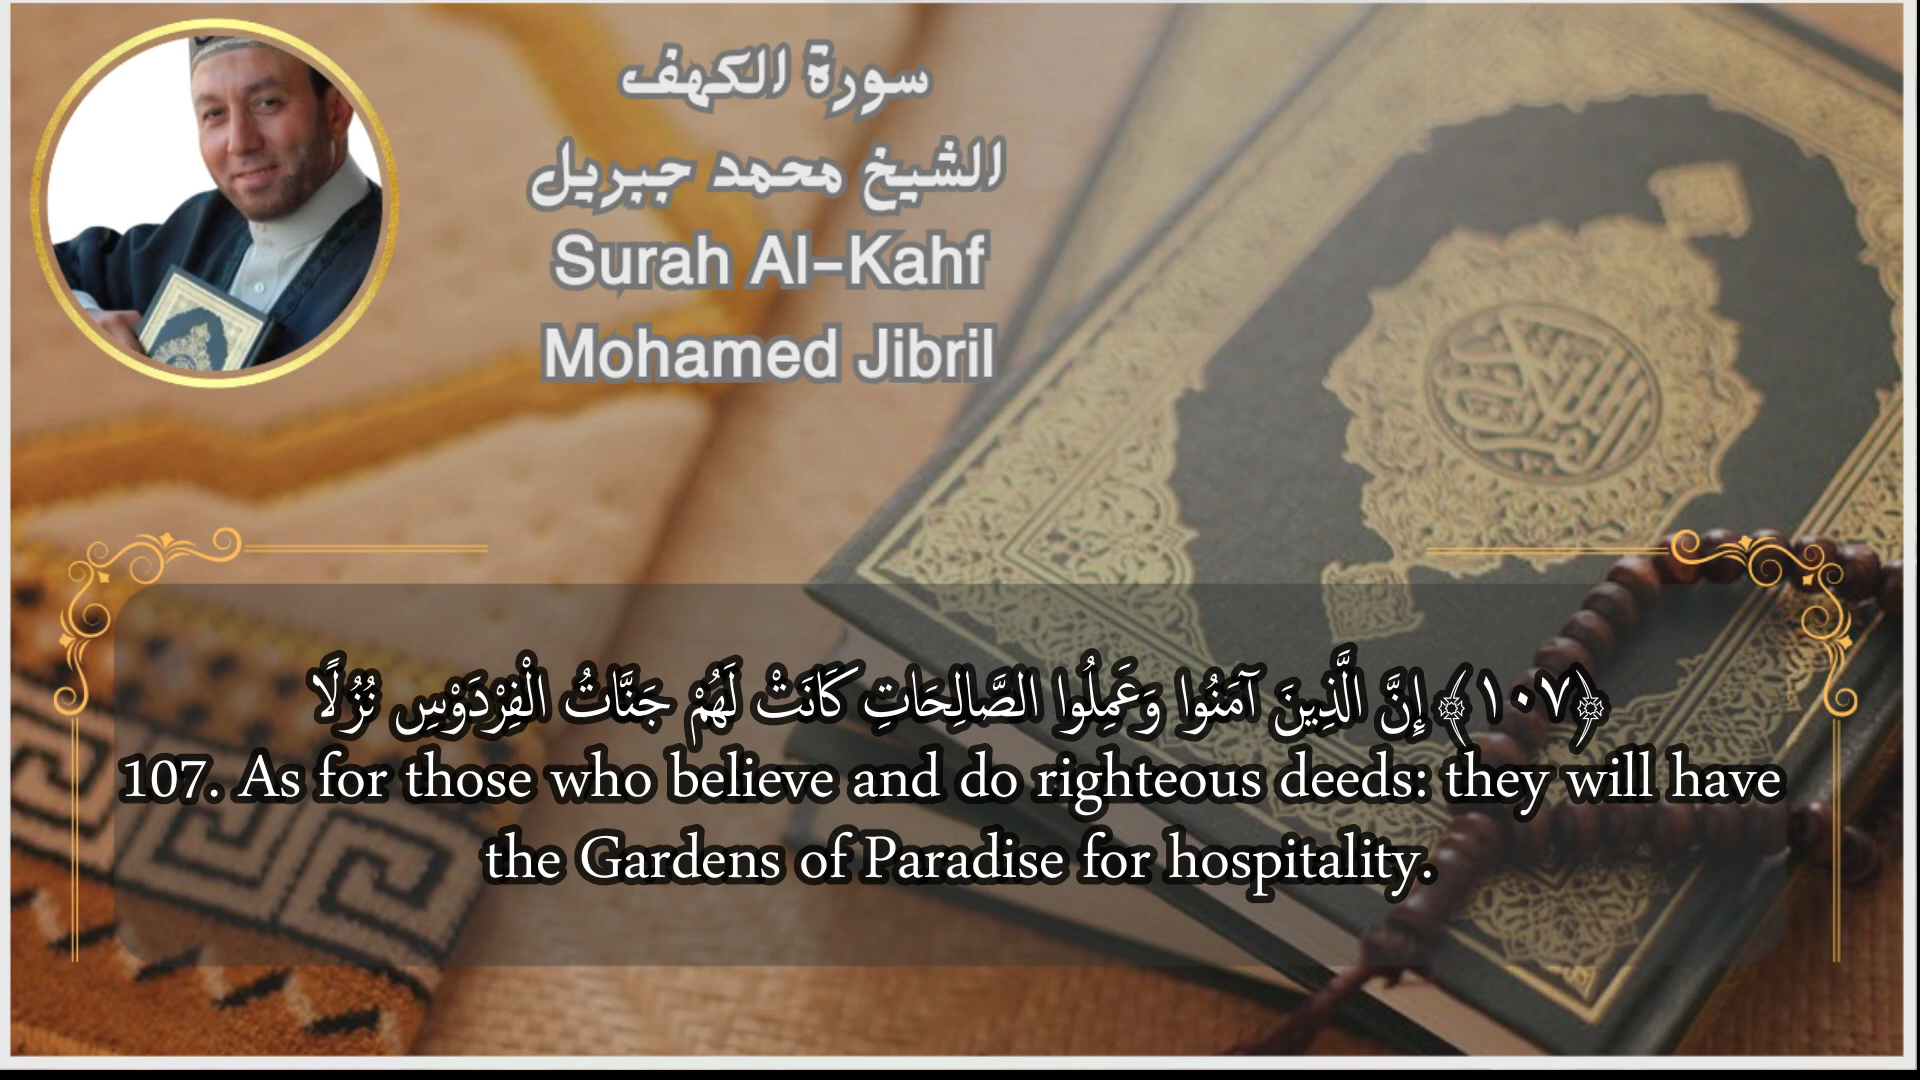 سورة الكهف
الشيخ محمد جبريل
Surah Al-Kahf
Mohamed Jibril
﴿١٠٧﴾ إِنَّ الَّذِينَ آمَنُوا وَعَمِلُوا الصَّالِحَاتِ كَانَتْ لَهُمْ جَنَّاتُ الْفِرْدَوْسِ نُزُلًا
107. As for those who believe and do righteous deeds: they will have
the Gardens of Paradise for hospitality.